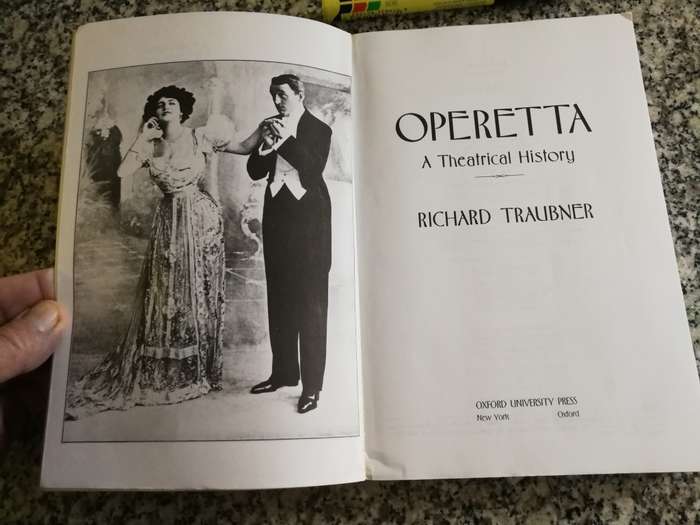 OPERETTA
A Theatrical History
RICHARD TRAUBNER
OXFORD UNIVERSITY PRESS
New York Oxford